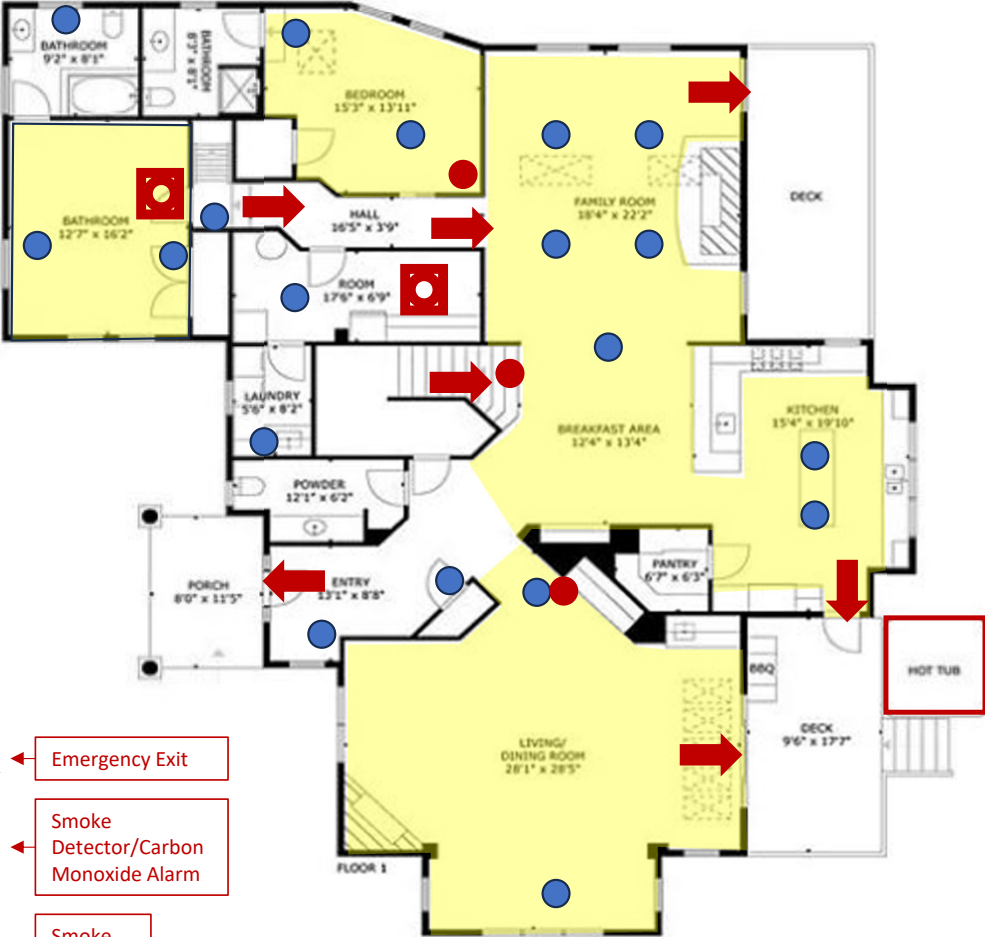 BATHROOM
9'2" x 8'1"
BATHROOM
8'3" x 8'1"
BEDROOM
15'3" x 13'11"
DECK
FAMILY ROOM
18'4" x 22'2"
HALL
16'5" x 3'9"
BATHROOM
12'7" x 16'2"
ROOM
17'6" x 6'9"
LAUNDRY
5'6" x 8'2"
KITCHEN
15'4" x 19'10"
BREAKFAST AREA
12'4" x 13'4"
POWDER
12'1" x 6'2"
PANTRY
6'7" x 6'3"
PORCH
8'0" x 11'5"
ENTRY
13'1" x 8'8"
BBQ
HOT TUB
DECK
9'6" x 17'7"
LIVING/
DINING ROOM
28'1" x 28'5"
FLOOR 1
Emergency Exit
Smoke
Detector/Carbon
Monoxide Alarm
Smoke